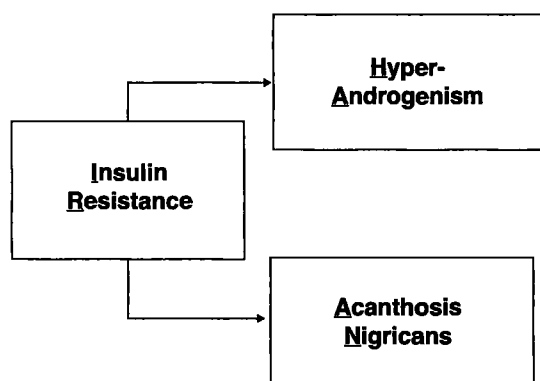 Hyper-
Androgenism
Insulin
Resistance
Acanthosis
Nigricans